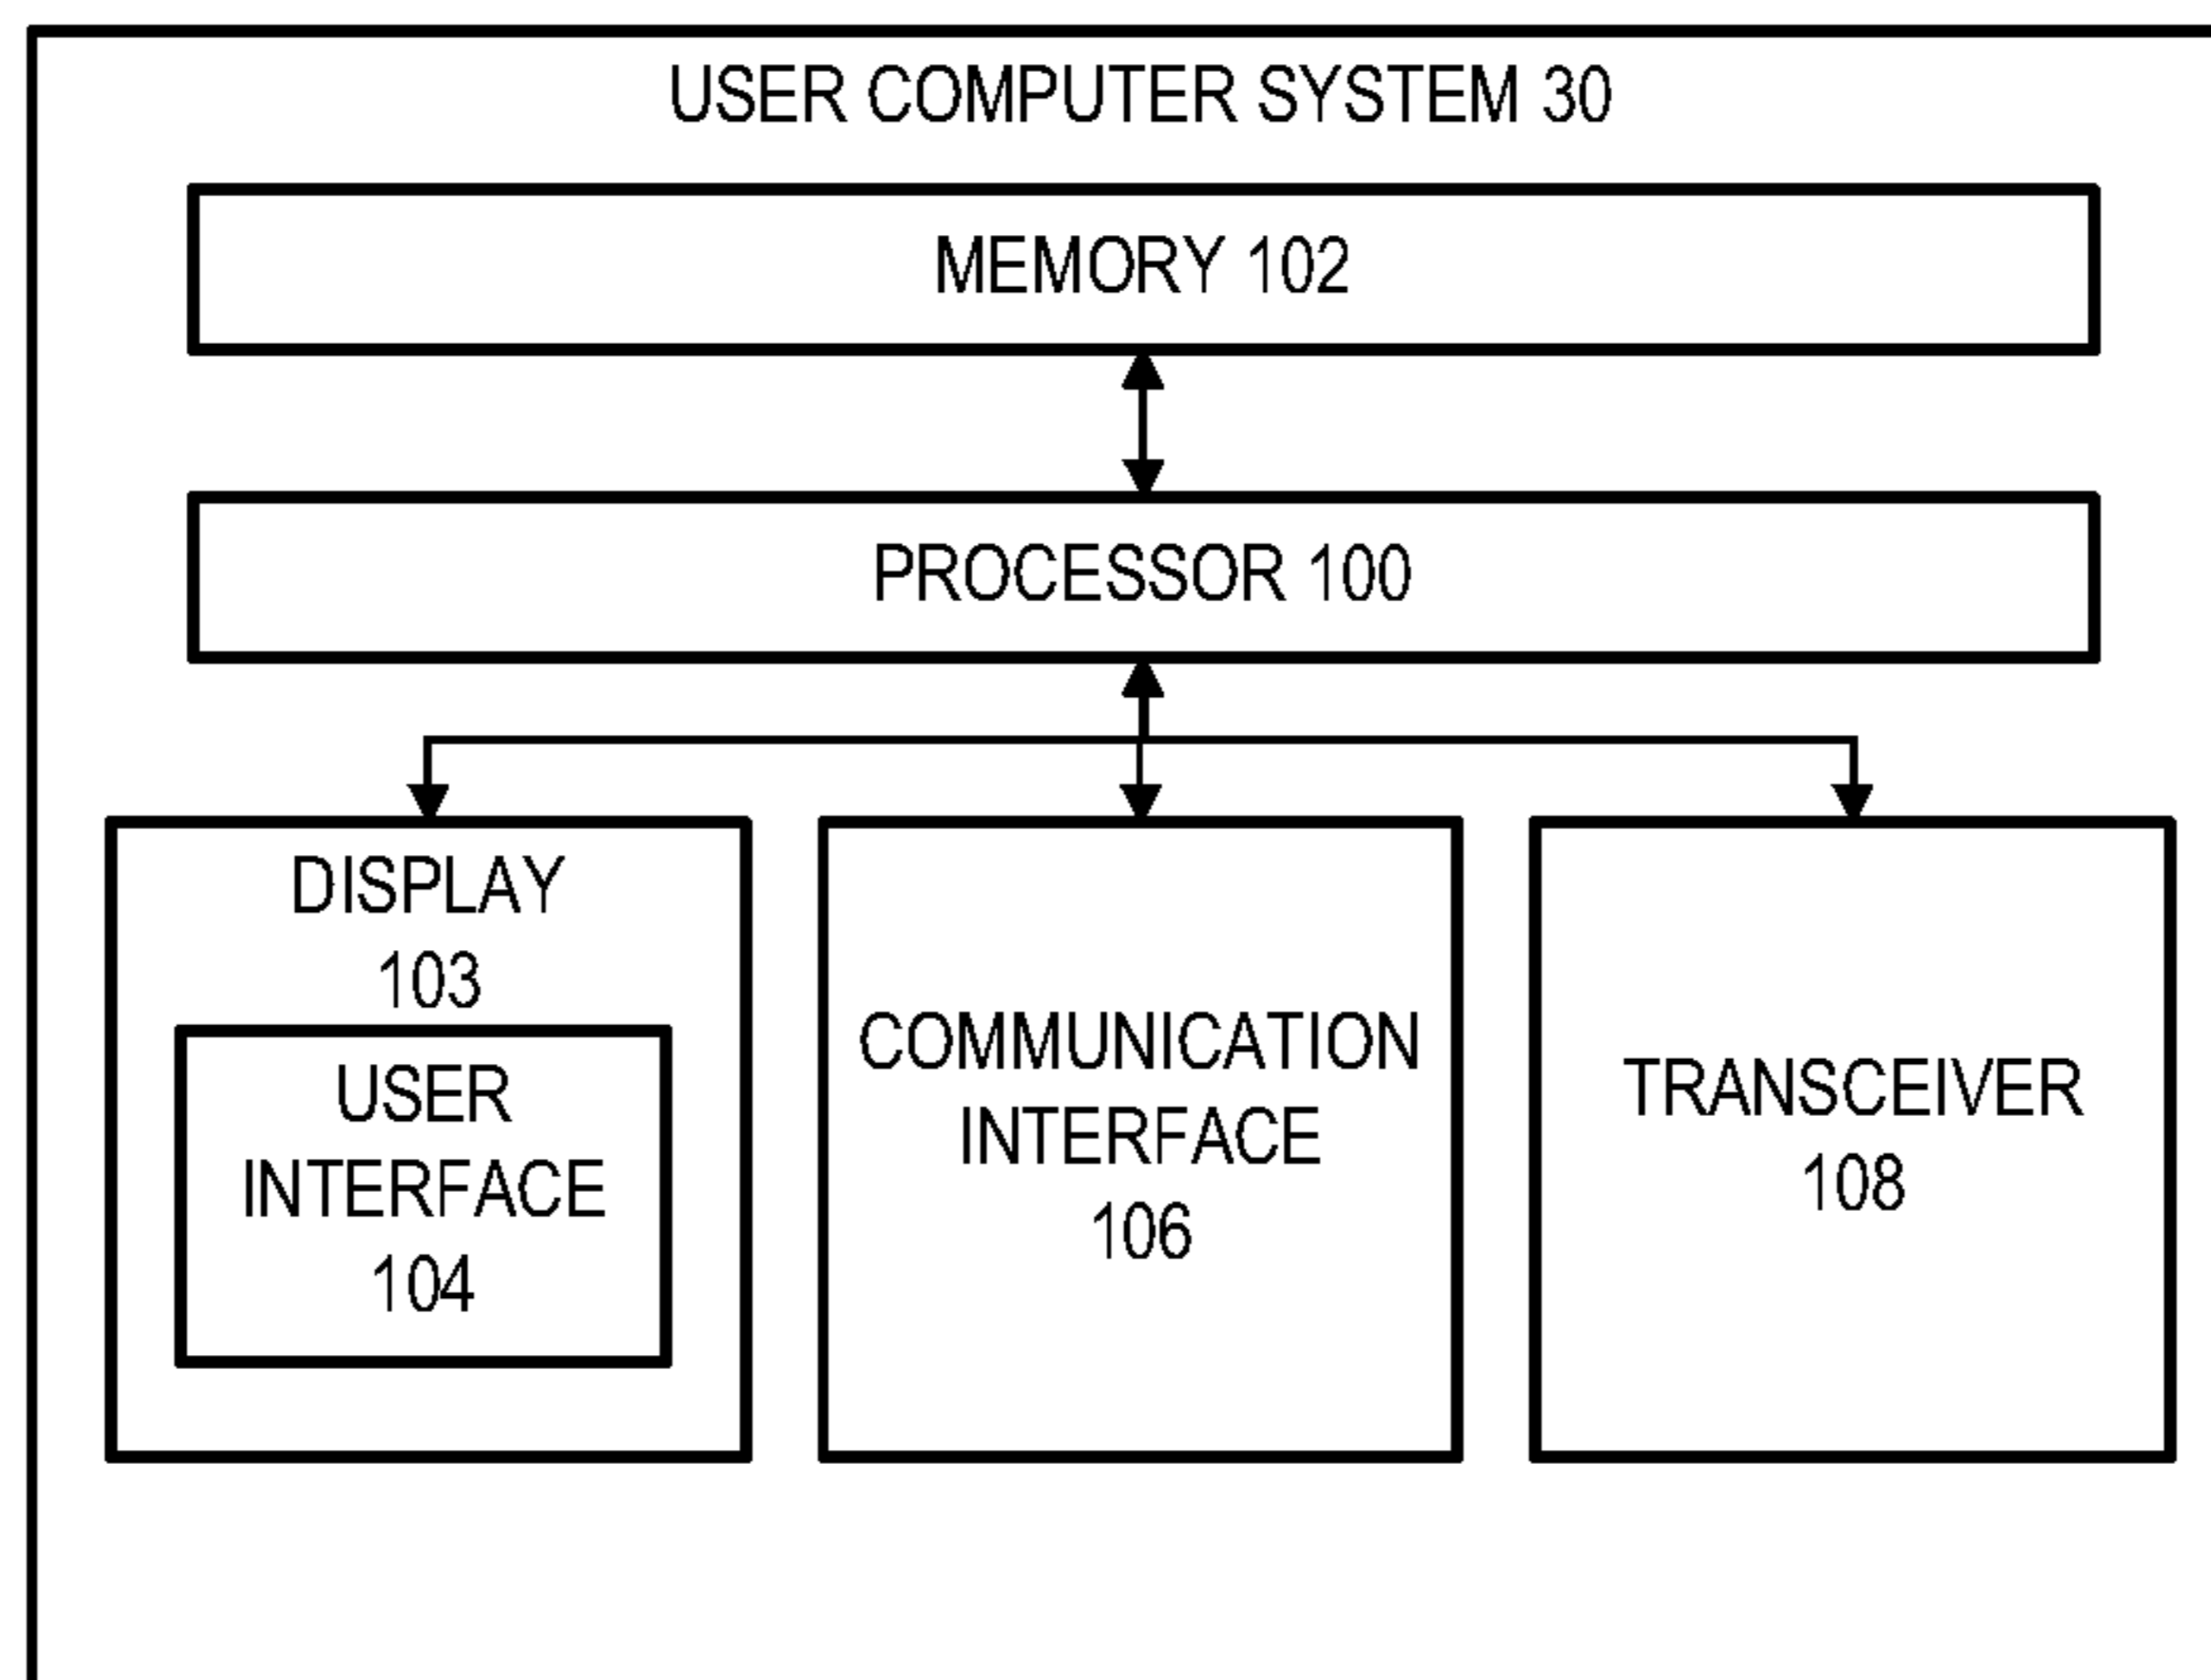 USER COMPUTER SYSTEM 30
MEMORY 102
PROCESSOR 100
DISPLAY
103
USER
INTERFACE
104
COMMUNICATION
INTERFACE
106
TRANSCEIVER
108